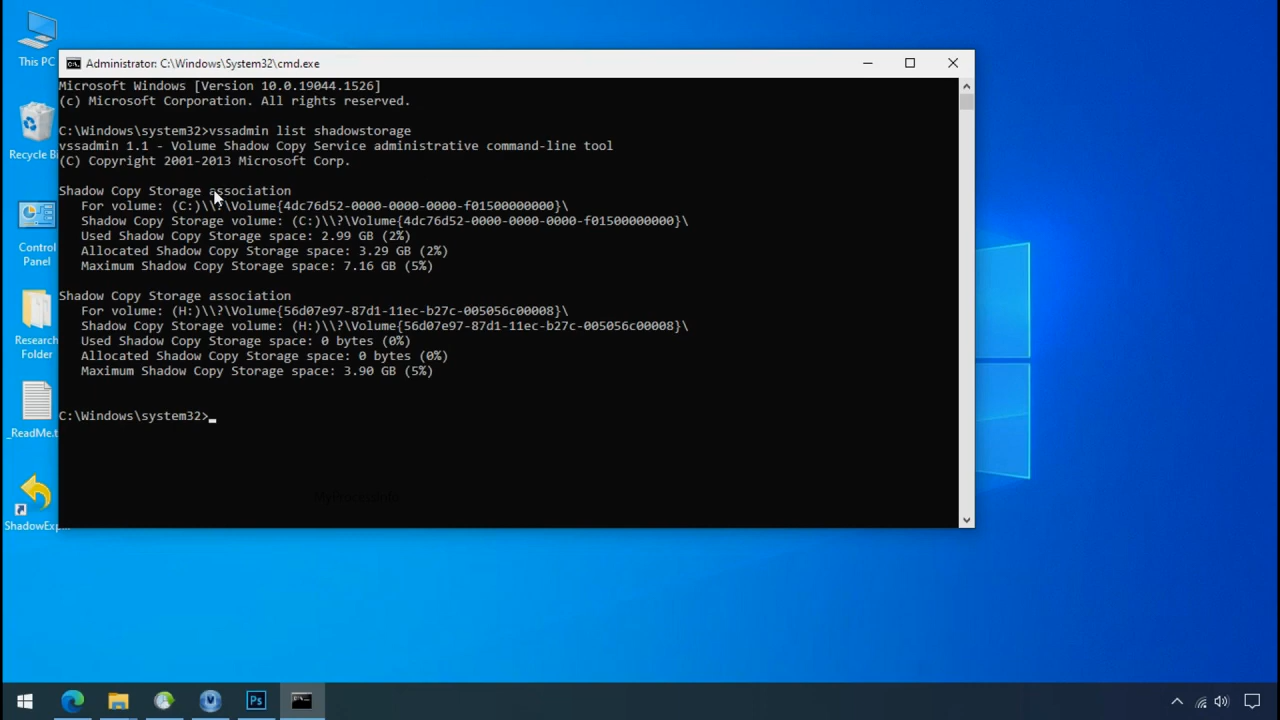 This PC
Recycle Bi
Control
Panel
Research
Folder
_ReadMe.t
ShadowExp...
Administrator: C:\Windows\System32\cmd.exe
Microsoft Windows [Version 10.0.19044.1526]
(c) Microsoft Corporation. All rights reserved.
C:\Windows\system32>vssadmin list shadowstorage
vssadmin 1.1 - Volume Shadow Copy Service administrative command-line tool
(C) Copyright 2001-2013 Microsoft Corp.
Shadow Copy Storage association
For volume: (C:)\\?\Volume{4dc76d52-0000-0000-0000-f01500000000}\
Shadow Copy Storage volume: (C:)\\?\Volume{4dc76d52-0000-0000-0000-f01500000000}\
Used Shadow Copy Storage space: 2.99 GB (2%)
Allocated Shadow Copy Storage space: 3.29 GB (2%)
Maximum Shadow Copy Storage space: 7.16 GB (5%)
Shadow Copy Storage association
For volume: (H:)\\?\Volume{56d07e97-87d1-11ec-b27c-005056c00008}\
Shadow Copy Storage volume: (H:)\\?\Volume{56d07e97-87d1-11ec-b27c-005056c00008}\
Used Shadow Copy Storage space: 0 bytes (0%)
Allocated Shadow Copy Storage space: 0 bytes (0%)
Maximum Shadow Copy Storage space: 3.90 GB (5%)
C:\Windows\system32>
Ps